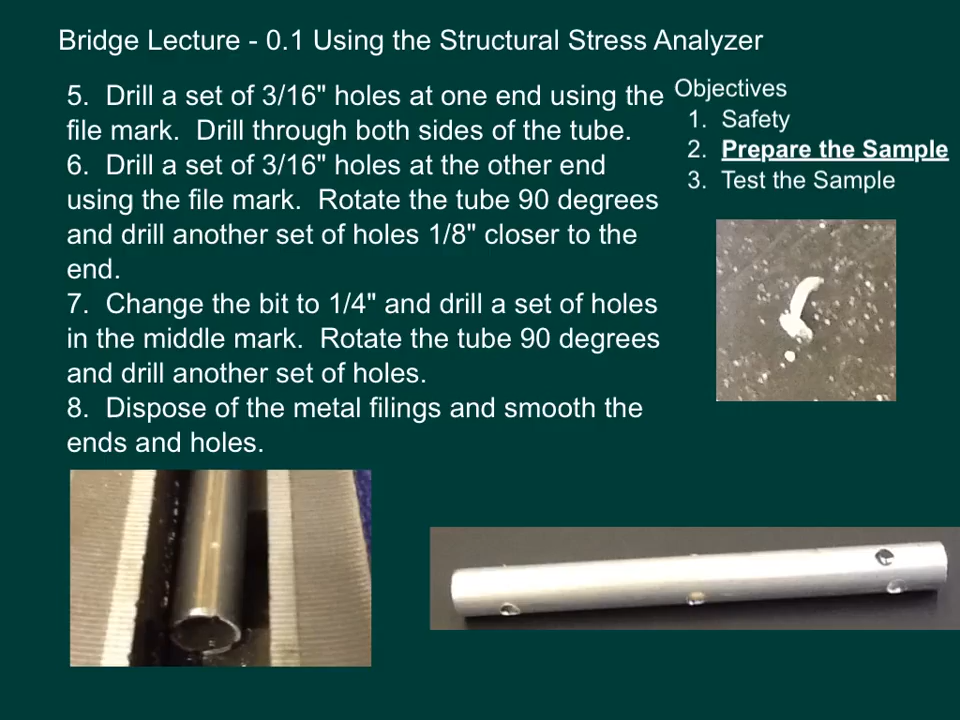 Bridge Lecture - 0.1 Using the Structural Stress Analyzer
5.  Drill a set of 3/16" holes at one end using the
file mark.  Drill through both sides of the tube.
6.  Drill a set of 3/16" holes at the other end
using the file mark.  Rotate the tube 90 degrees
and drill another set of holes 1/8" closer to the
end.
7.  Change the bit to 1/4" and drill a set of holes
in the middle mark.  Rotate the tube 90 degrees
and drill another set of holes.
8.  Dispose of the metal filings and smooth the
ends and holes.
Objectives
1.  Safety
2.  Prepare the Sample
3.  Test the Sample